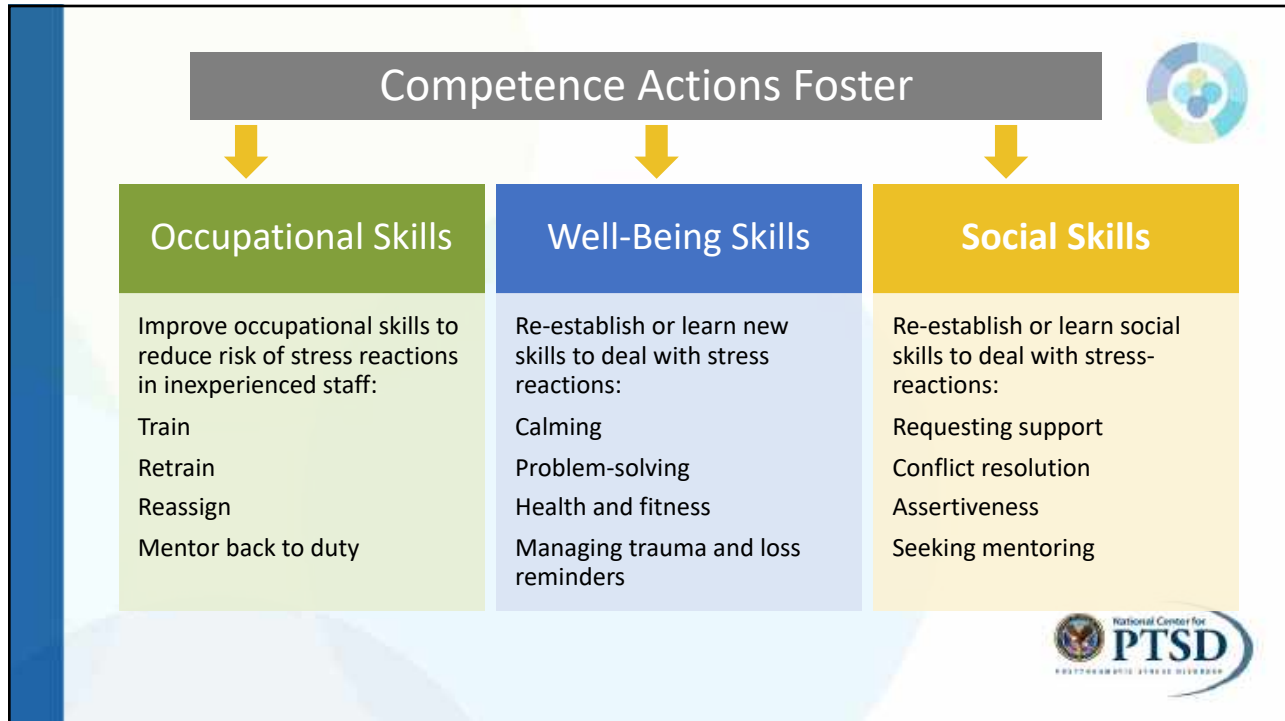 Competence Actions Foster
Occupational Skills
Improve occupational skills to
reduce risk of stress reactions
in inexperienced staff:
Train
Retrain
Reassign
Mentor back to duty
Well-Being Skills
Re-establish or learn new
skills to deal with stress
reactions:
Calming
Problem-solving
Health and fitness
Managing trauma and loss
reminders
Social Skills
Re-establish or learn social
skills to deal with stress-
reactions:
Requesting support
Conflict resolution
Assertiveness
Seeking mentoring
National Center for
PTSD
POSTTRAUMATIC STRESS DISORDER